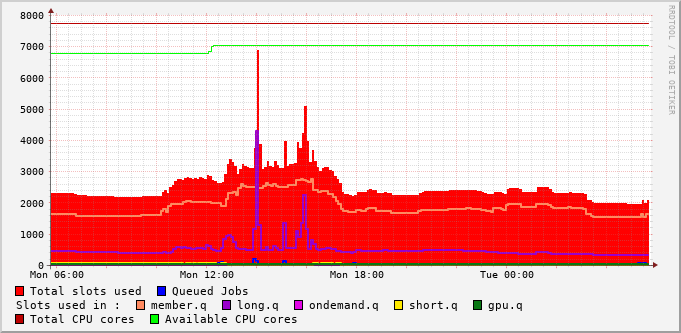 RRDTOOL / TOBI OETIKER
8000
7000
6000
5000
4000
3000
2000
1000
0
Mon 06:00 Mon 12:00 Mon 18:00 Tue 00:00
Total slots used Queued Jobs
Slots used in : member.q long.q ondemand.q short.q gpu.q
Total CPU cores Available CPU cores